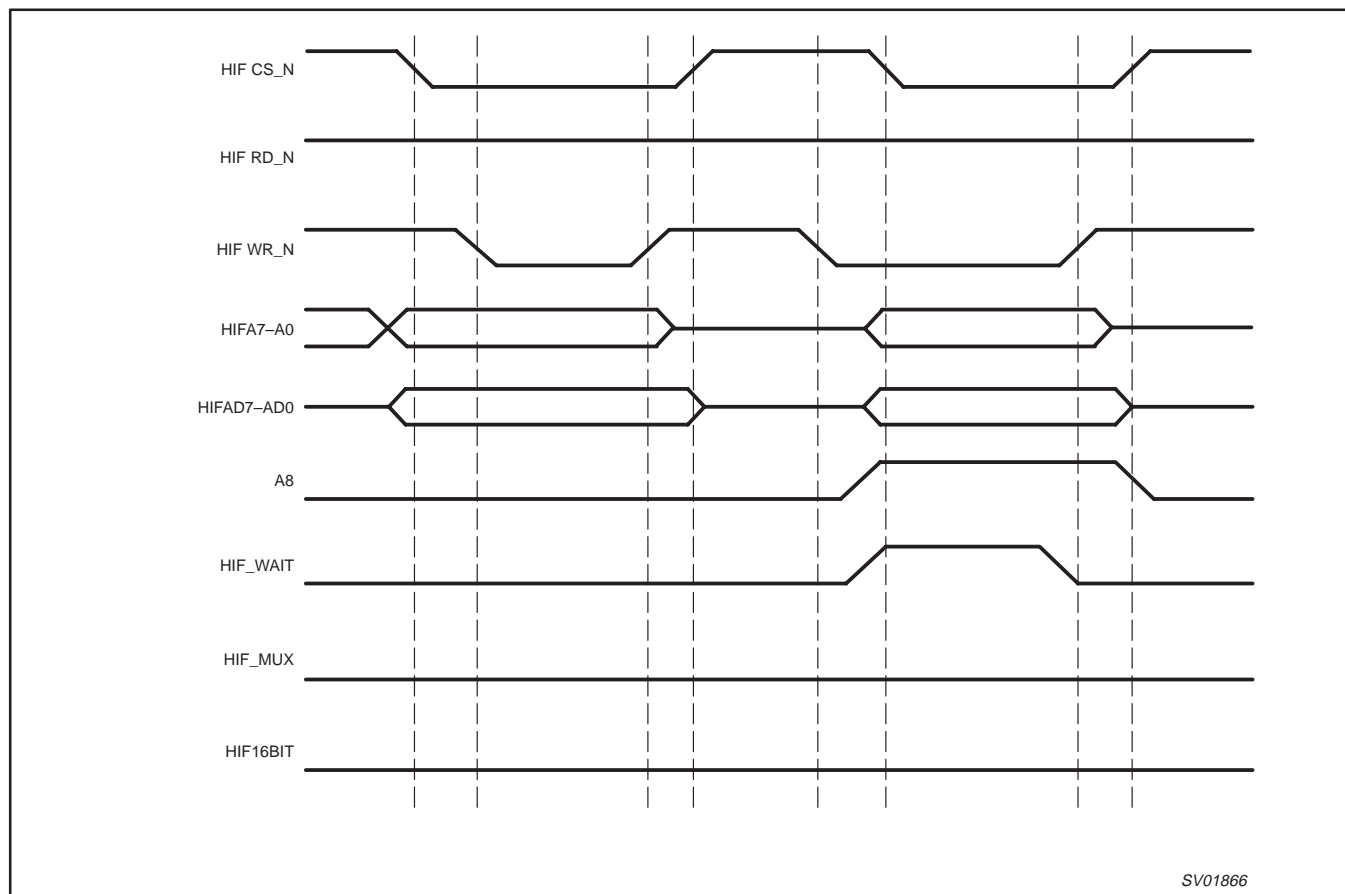 HIF CS_N
HIF RD_N
HIF WR_N
HIFA7–A0
HIFAD7–AD0
A8
HIF_WAIT
HIF_MUX
HIF16BIT
SV01866